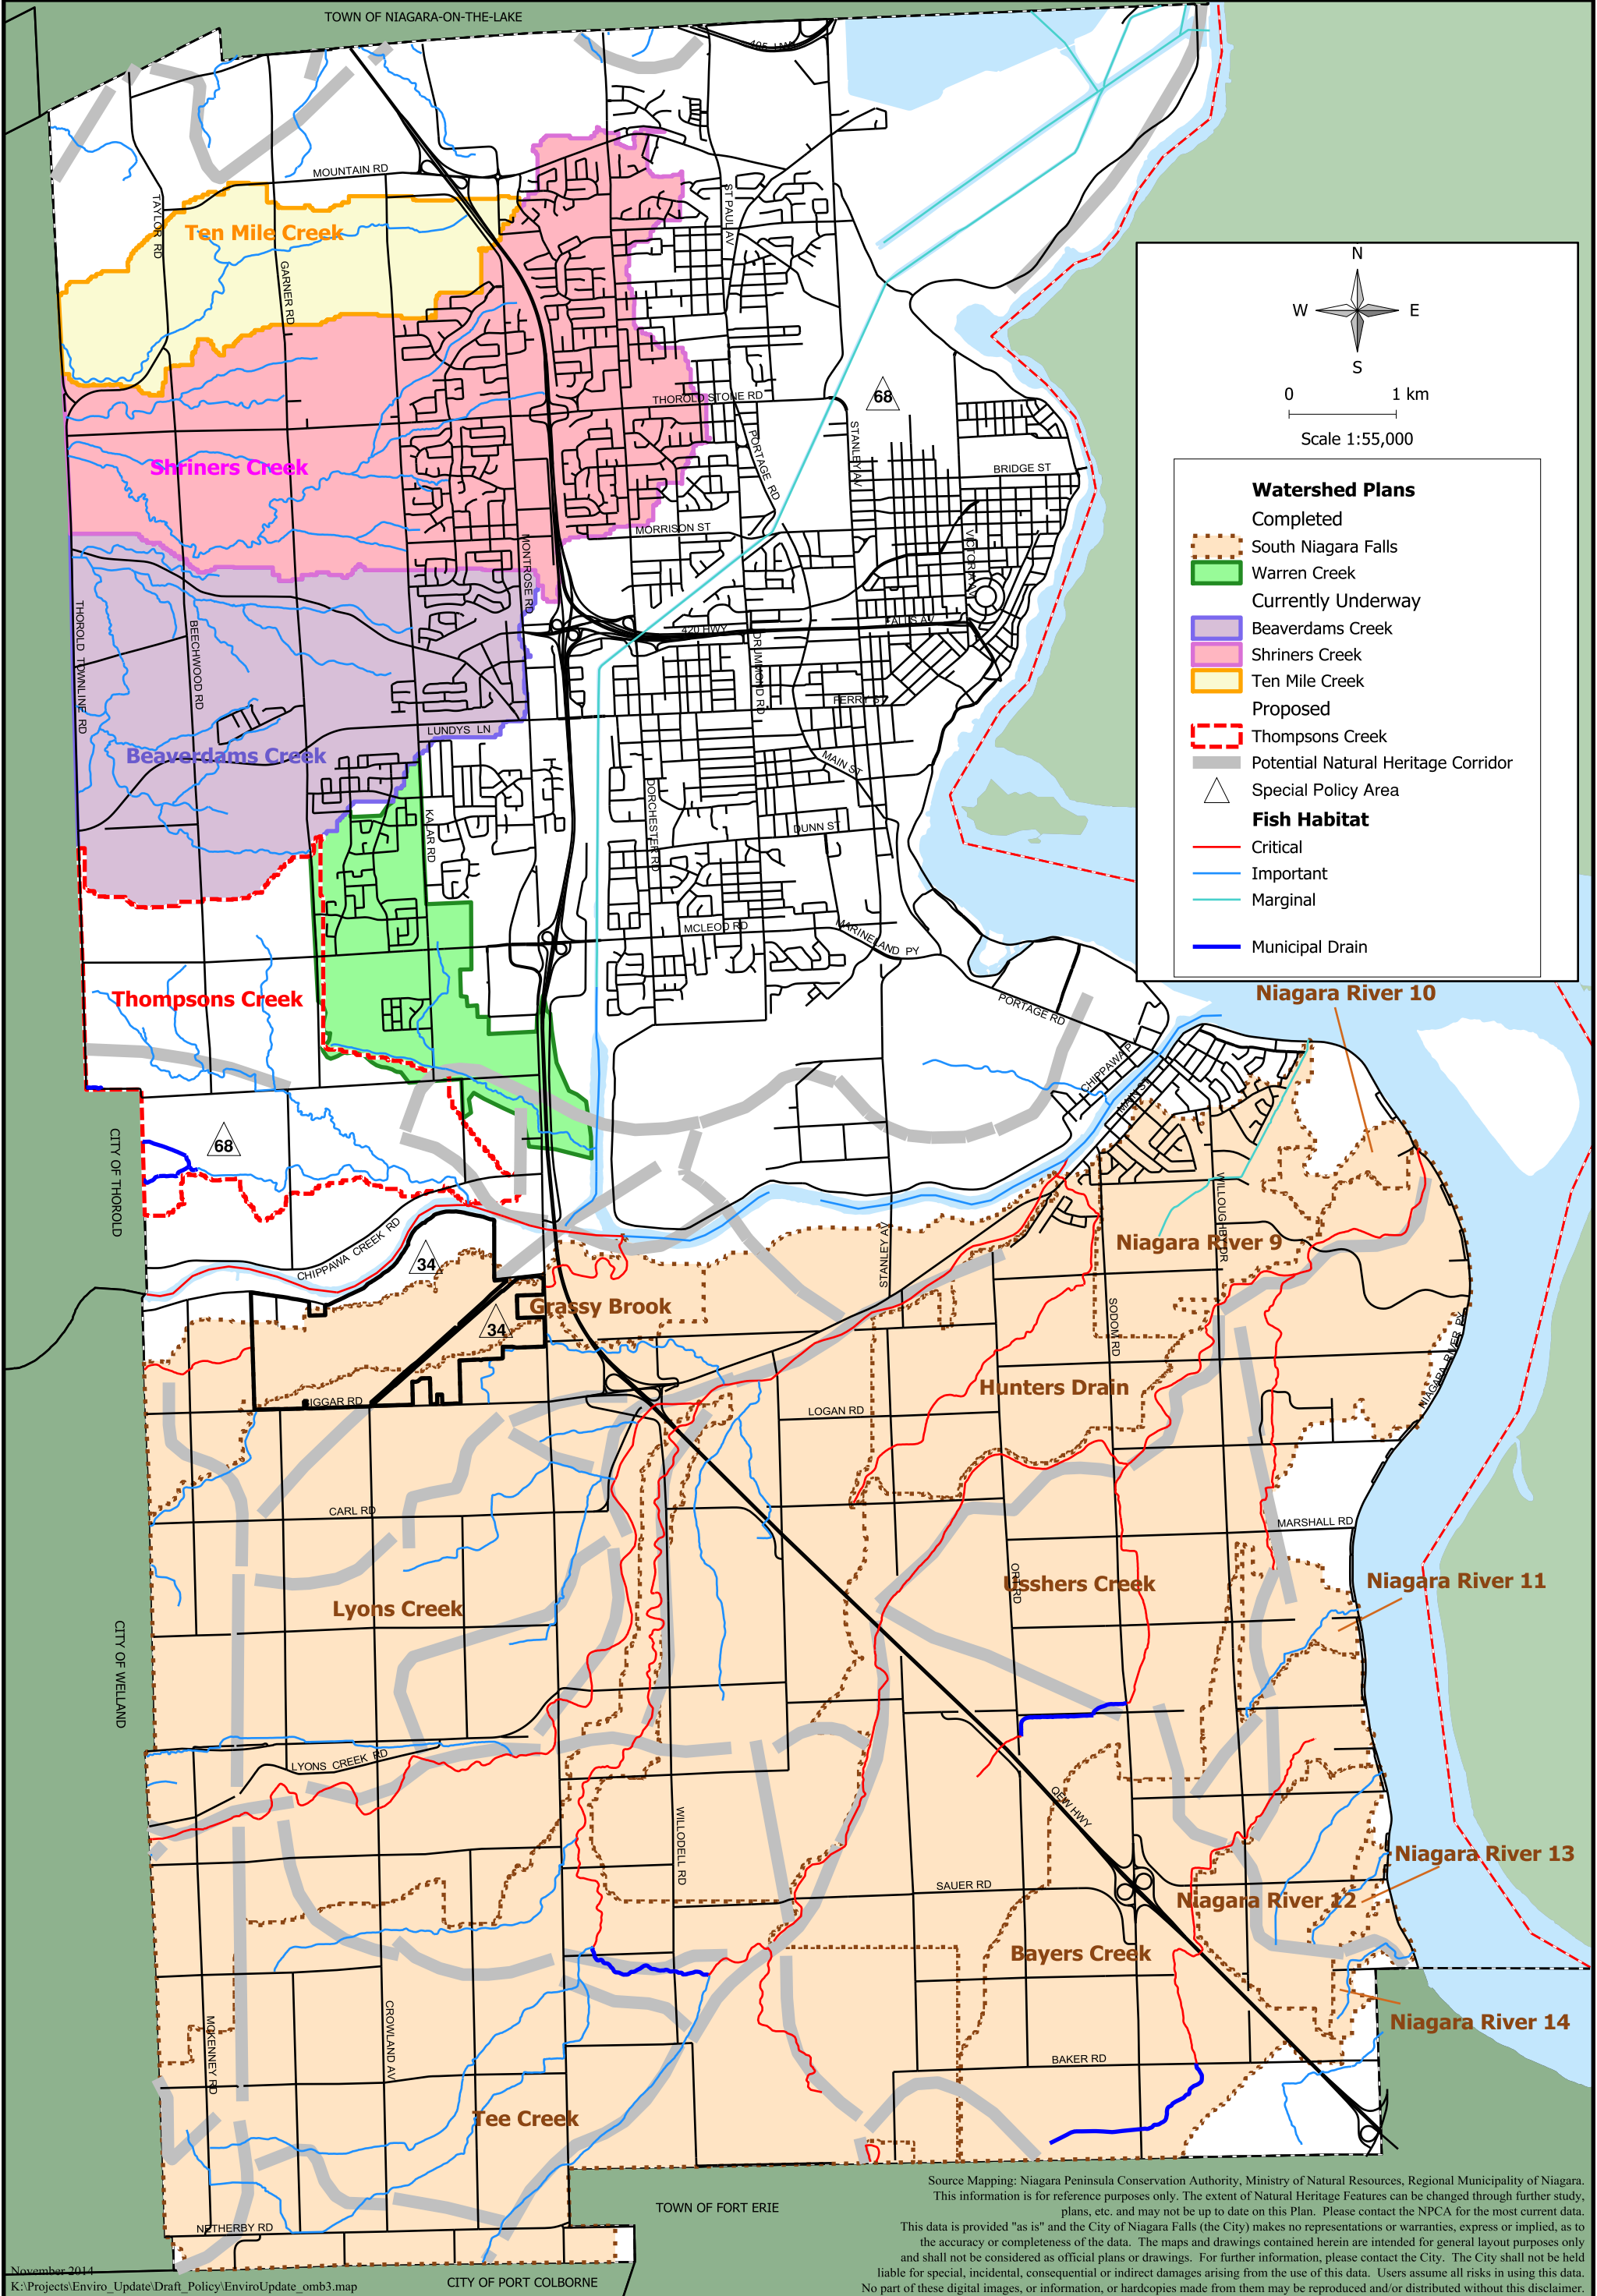 TOWN OF NIAGARA-ON-THE-LAKE
405 HWY
MOUNTAIN RD
TAYLOR RD
Ten Mile Creek
GARNER RD
ST PAUL AV
N
W E
S
0 1 km
Scale 1:55,000
THOROLD STONE RD
68
PORTAGE RD
STANLEY AV
BRIDGE ST
Shriners Creek
MORRISON ST
MONTROSE RD
VICTORIA AV
Watershed Plans
Completed
South Niagara Falls
Warren Creek
Currently Underway
Beaverdams Creek
Shriners Creek
Ten Mile Creek
Proposed
Thompsons Creek
Potential Natural Heritage Corridor
Special Policy Area
Fish Habitat
Critical
Important
Marginal
Municipal Drain
THOROLD TOWNLINE RD
BEECHWOOD RD
420 HWY
DRUMMOND RD
FERRY ST
LUNDYS LN
Beaverdams Creek
MAIN ST
KALAR RD
DORCHESTER RD
DUNN ST
MCLEOD RD
MARINELAND PY
Thompsons Creek
PORTAGE RD
Niagara River 10
CHIPPAWA PY
MAIN ST
68
CITY OF THOROLD
WILLOUGHBY DR
CHIPPAWA CREEK RD
34
STANLEY AV
Niagara River 9
Grassy Brook
34
SODOM RD
NIAGARA RIVER PY
Hunters Drain
BIGGAR RD
LOGAN RD
CARL RD
MARSHALL RD
ORT RD
Usshers Creek
Niagara River 11
Lyons Creek
CITY OF WELLAND
LYONS CREEK RD
QEW HWY
WILLODELL RD
Niagara River 13
SAUER RD
Niagara River 12
Bayers Creek
Niagara River 14
MCKENNEY RD
CROWLAND AV
BAKER RD
Tee Creek
NETHERBY RD
TOWN OF FORT ERIE
CITY OF PORT COLBORNE
Source Mapping: Niagara Peninsula Conservation Authority, Ministry of Natural Resources, Regional Municipality of Niagara.
This information is for reference purposes only. The extent of Natural Heritage Features can be changed through further study,
plans, etc. and may not be up to date on this Plan. Please contact the NPCA for the most current data.
This data is provided "as is" and the City of Niagara Falls (the City) makes no representations or warranties, express or implied, as to
the accuracy or completeness of the data. The maps and drawings contained herein are intended for general layout purposes only
and shall not be considered as official plans or drawings. For further information, please contact the City. The City shall not be held
liable for special, incidental, consequential or indirect damages arising from the use of this data. Users assume all risks in using this data.
No part of these digital images, or information, or hardcopies made from them may be reproduced and/or distributed without this disclaimer.
November 2014
K:\Projects\Enviro_Update\Draft_Policy\EnviroUpdate_omb3.map